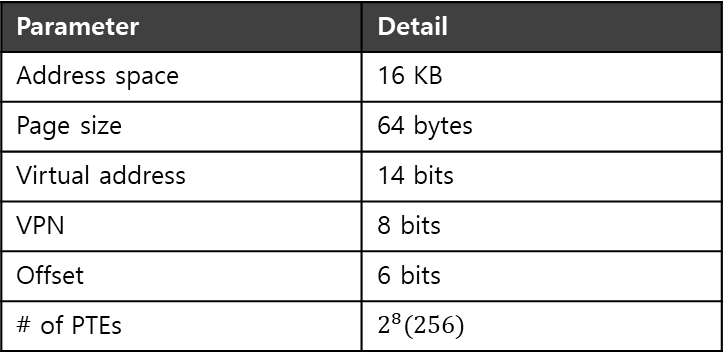 Parameter Detail
Address space 16 KB
Page size 64 bytes
Virtual address 14 bits
VPN 8 bits
Offset 6 bits
# of PTEs 2⁸(256)